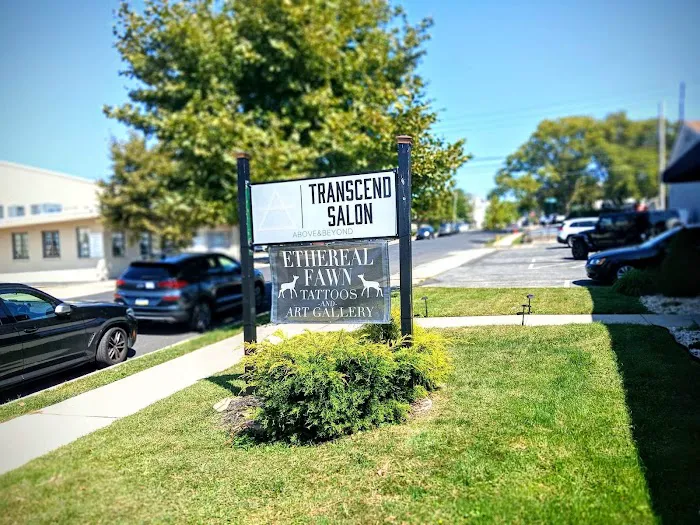 TRANSCEND
SALON
ABOVE&BEYOND
ETHEREAL
FAWN
TATTOOS
AND
ART GALLERY